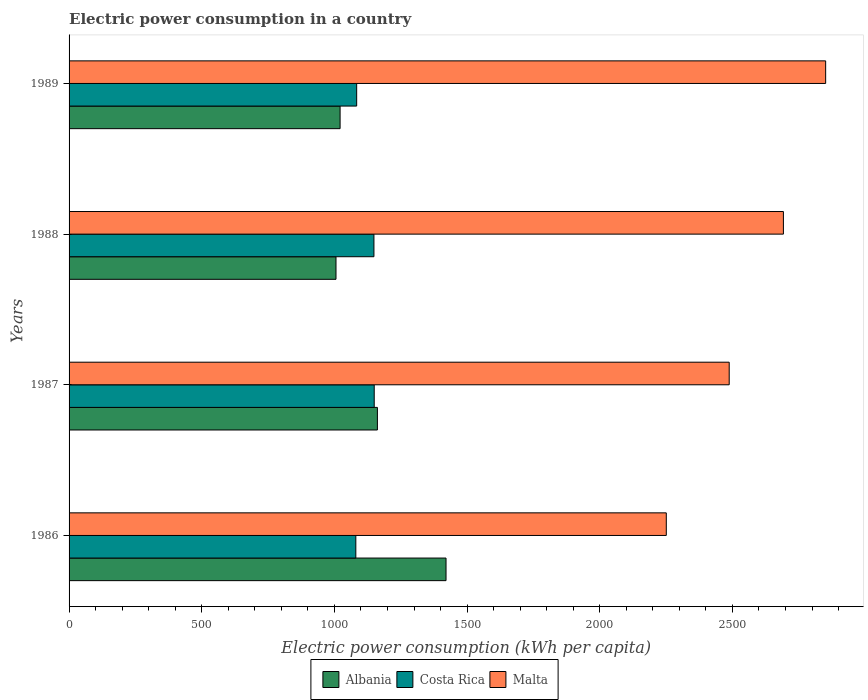 Electric power consumption in a country
1989
1988
1987
1986
Years
0
500
1000
1500
2000
2500
Electric power consumption (kWh per capita)
Albania
Costa Rica
Malta